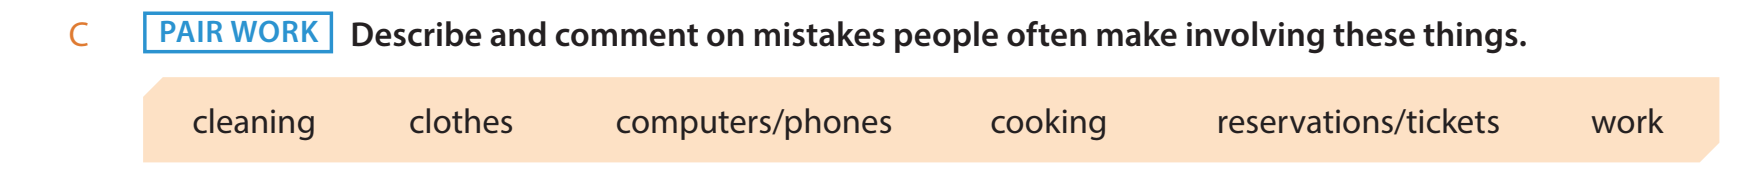 C PAIR WORK Describe and comment on mistakes people often make involving these things.
cleaning clothes computers/phones cooking reservations/tickets work